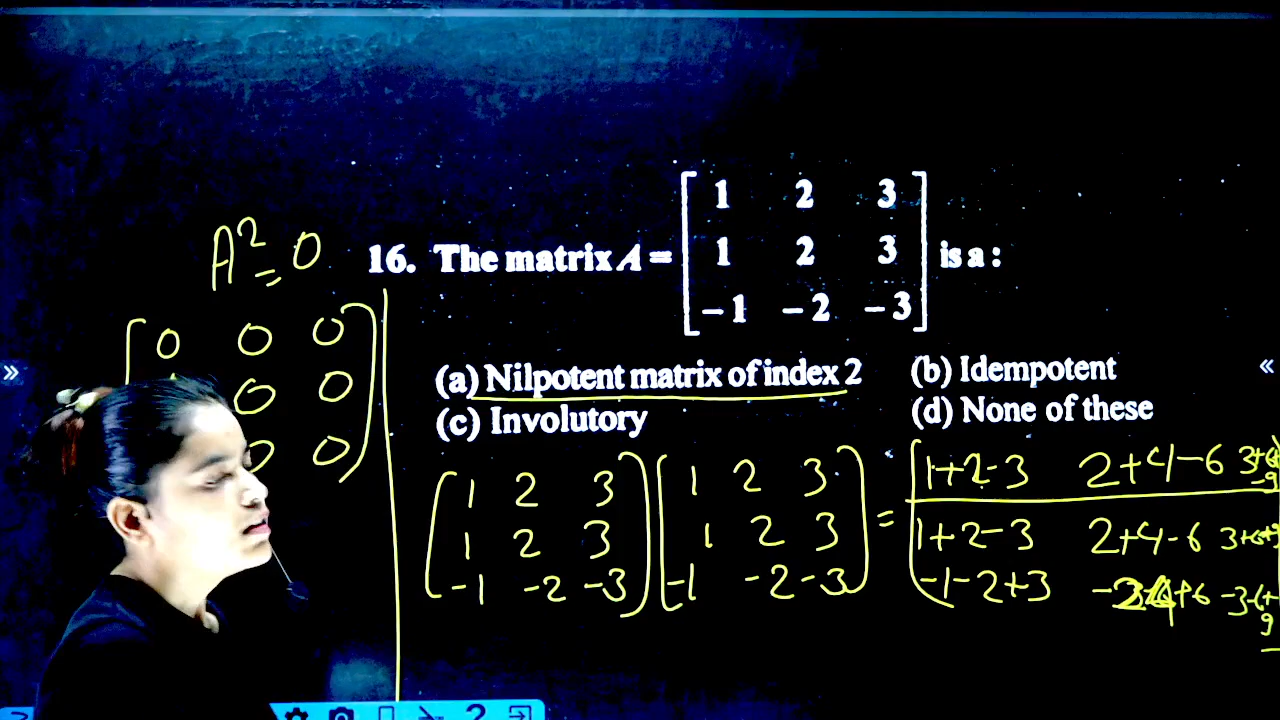 A² = 0
0 0 0
0 0
0 0
16. The matrix A =
1 2 3
1 2 3
-1 -2 -3
is a :
(a) Nilpotent matrix of index 2
(b) Idempotent
(c) Involutory
(d) None of these
1 2 3
1 2 3
-1 -2 -3
1 2 3
1 2 3
-1 -2 -3
=
1+2-3 2+4-6
1+2-3 2+4-6
-1-2+3